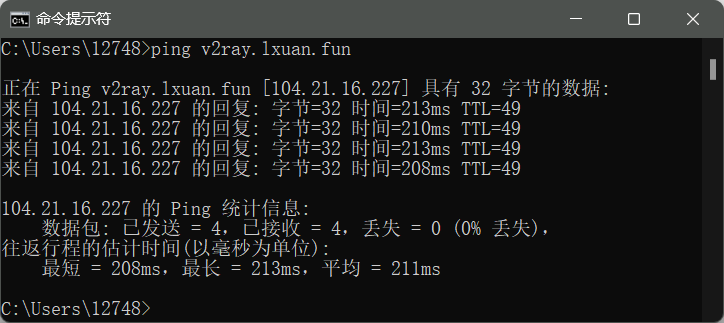 命令提示符
C:\Users\12748>ping v2ray.lxuan.fun
正在 Ping v2ray.lxuan.fun [104.21.16.227] 具有 32 字节的数据:
来自 104.21.16.227 的回复: 字节=32 时间=213ms TTL=49
来自 104.21.16.227 的回复: 字节=32 时间=210ms TTL=49
来自 104.21.16.227 的回复: 字节=32 时间=213ms TTL=49
来自 104.21.16.227 的回复: 字节=32 时间=208ms TTL=49
104.21.16.227 的 Ping 统计信息:
数据包: 已发送 = 4，已接收 = 4，丢失 = 0 (0% 丢失)，
往返行程的估计时间(以毫秒为单位):
最短 = 208ms，最长 = 213ms，平均 = 211ms
C:\Users\12748>